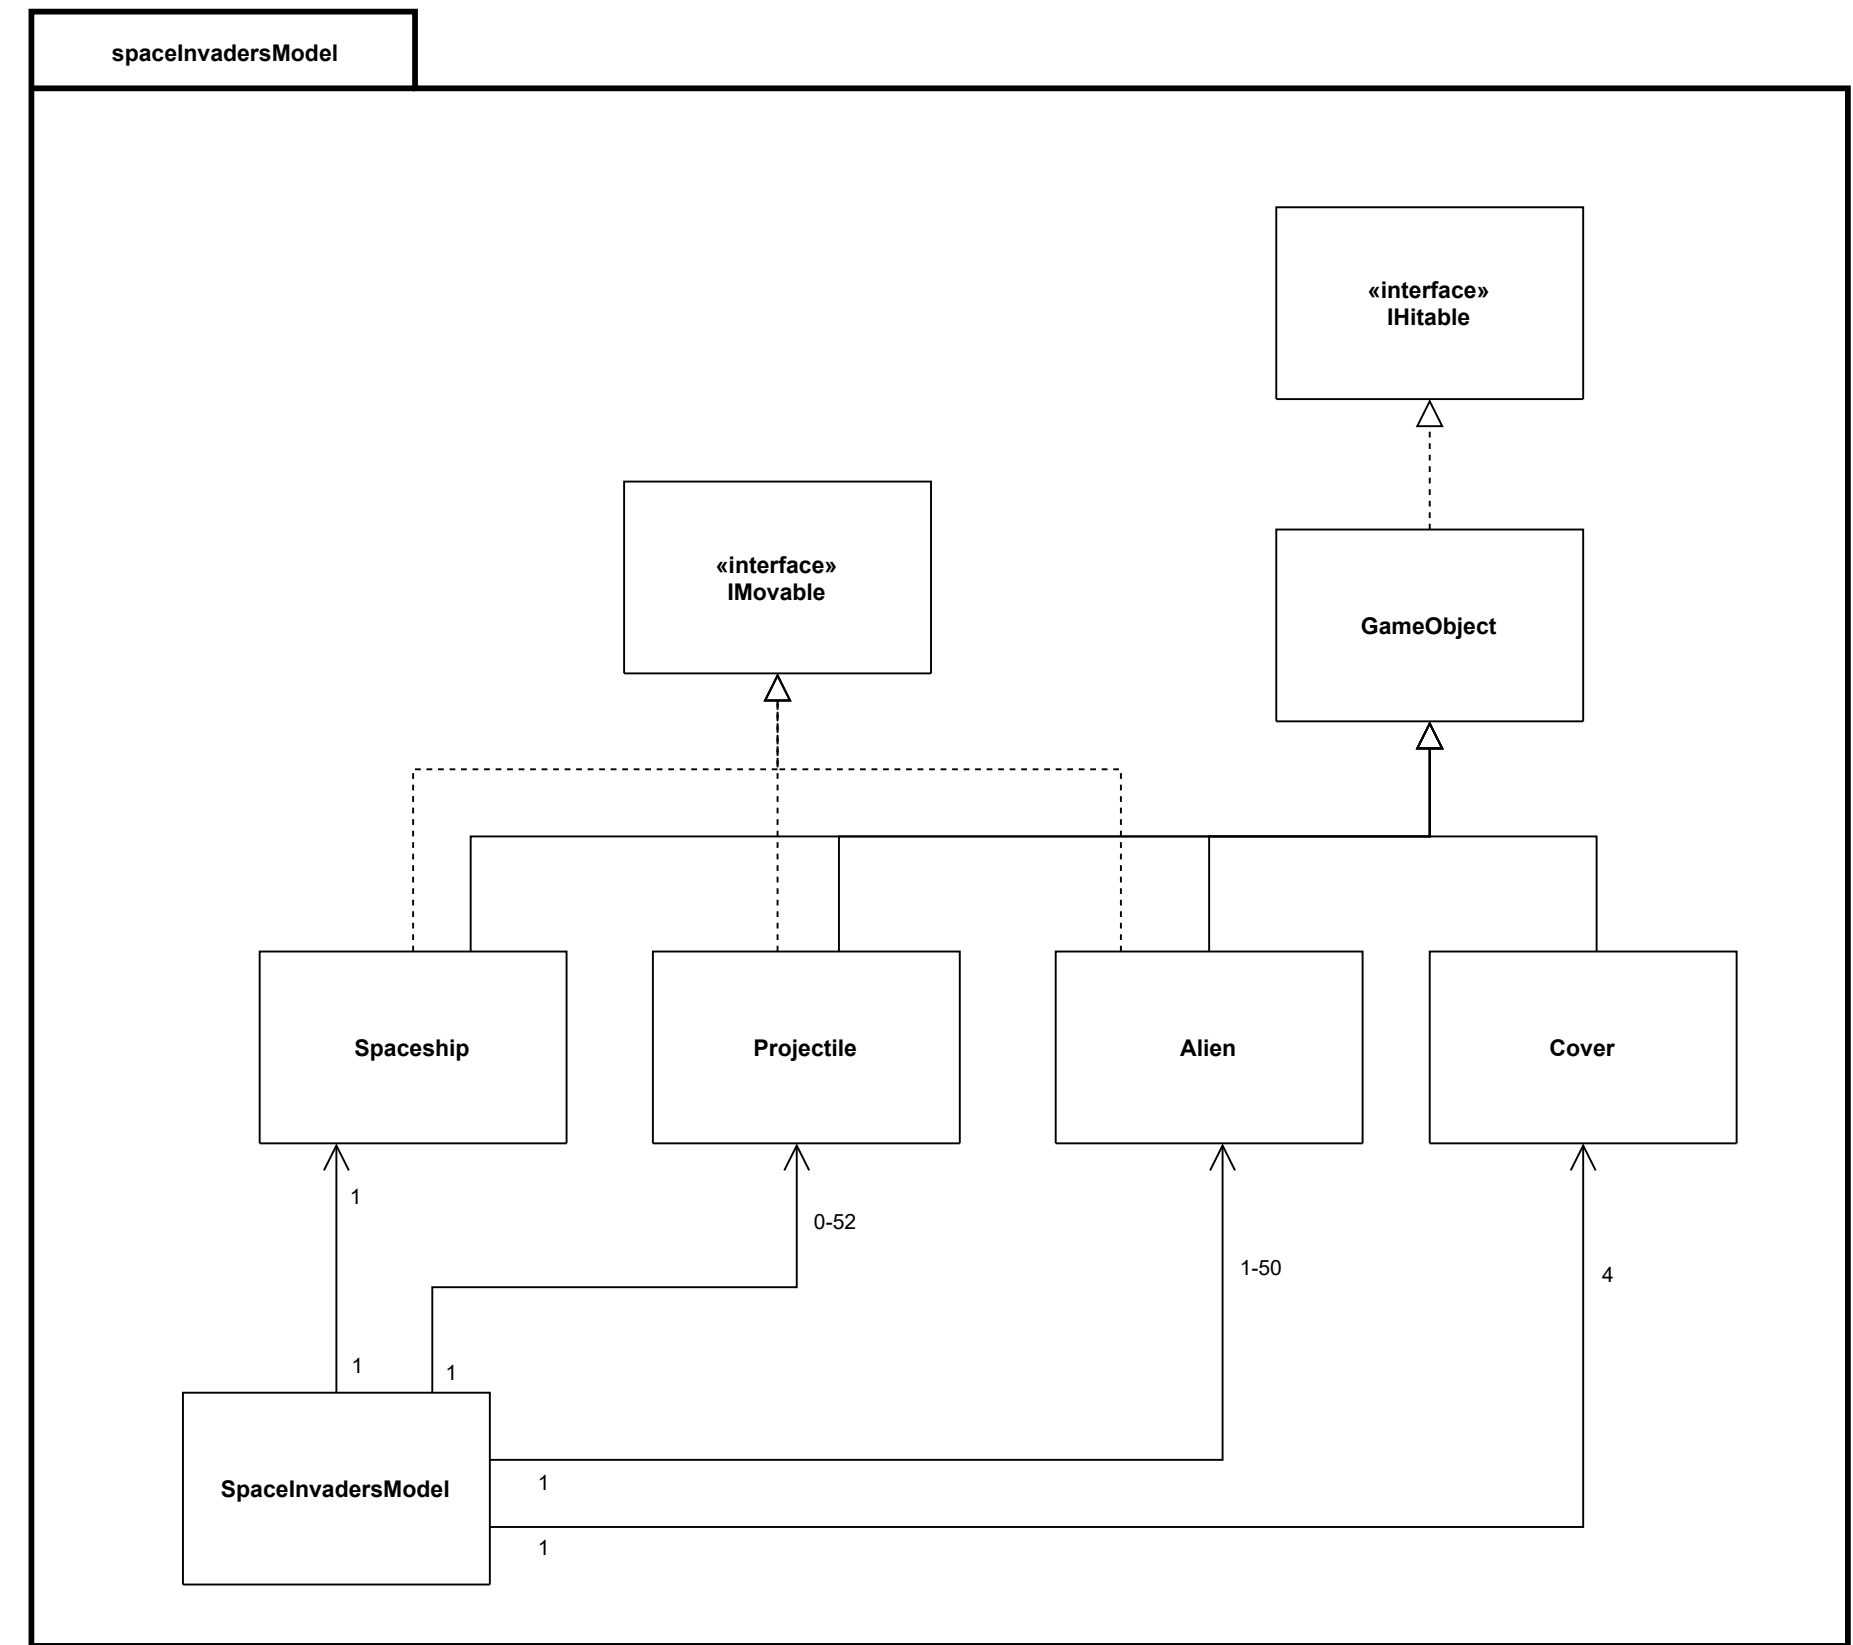 spaceInvadersModel
«interface»
IHitable
«interface»
IMovable
GameObject
Spaceship
Projectile
Alien
Cover
1
0-52
1-50
4
1
1
SpaceInvadersModel
1
1